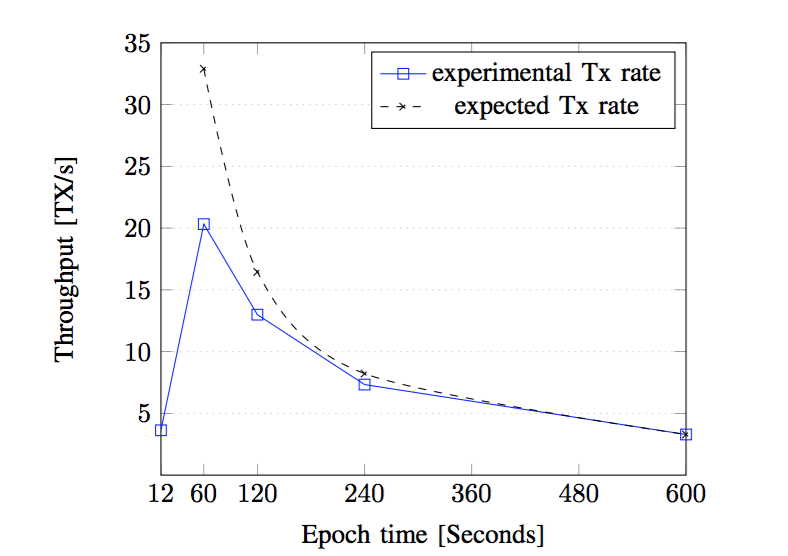 35
30
25
20
15
10
5
Throughput [TX/s]
experimental Tx rate
expected Tx rate
12 60 120 240 360 480 600
Epoch time [Seconds]